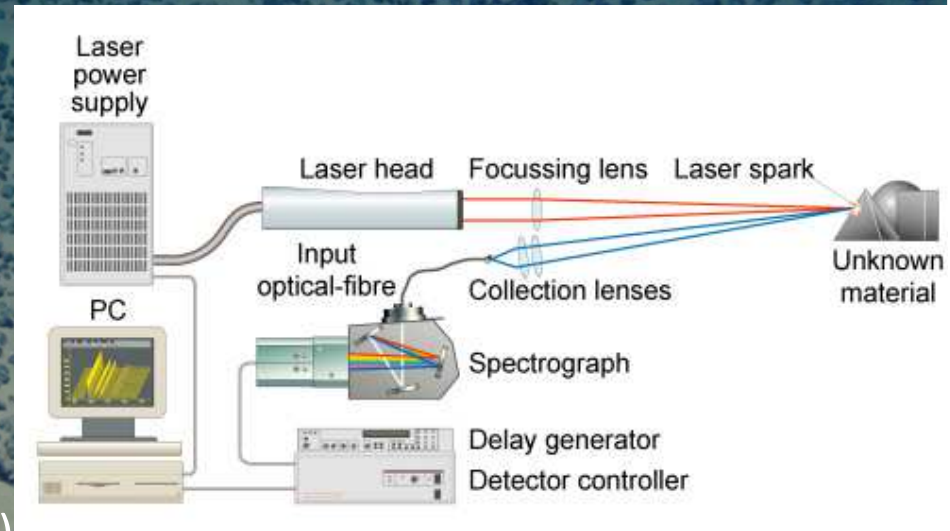 Laser
power
supply
Laser head
Focussing lens
Laser spark
Input
optical-fibre
Collection lenses
Unknown
material
PC
Spectrograph
Delay generator
Detector controller
)